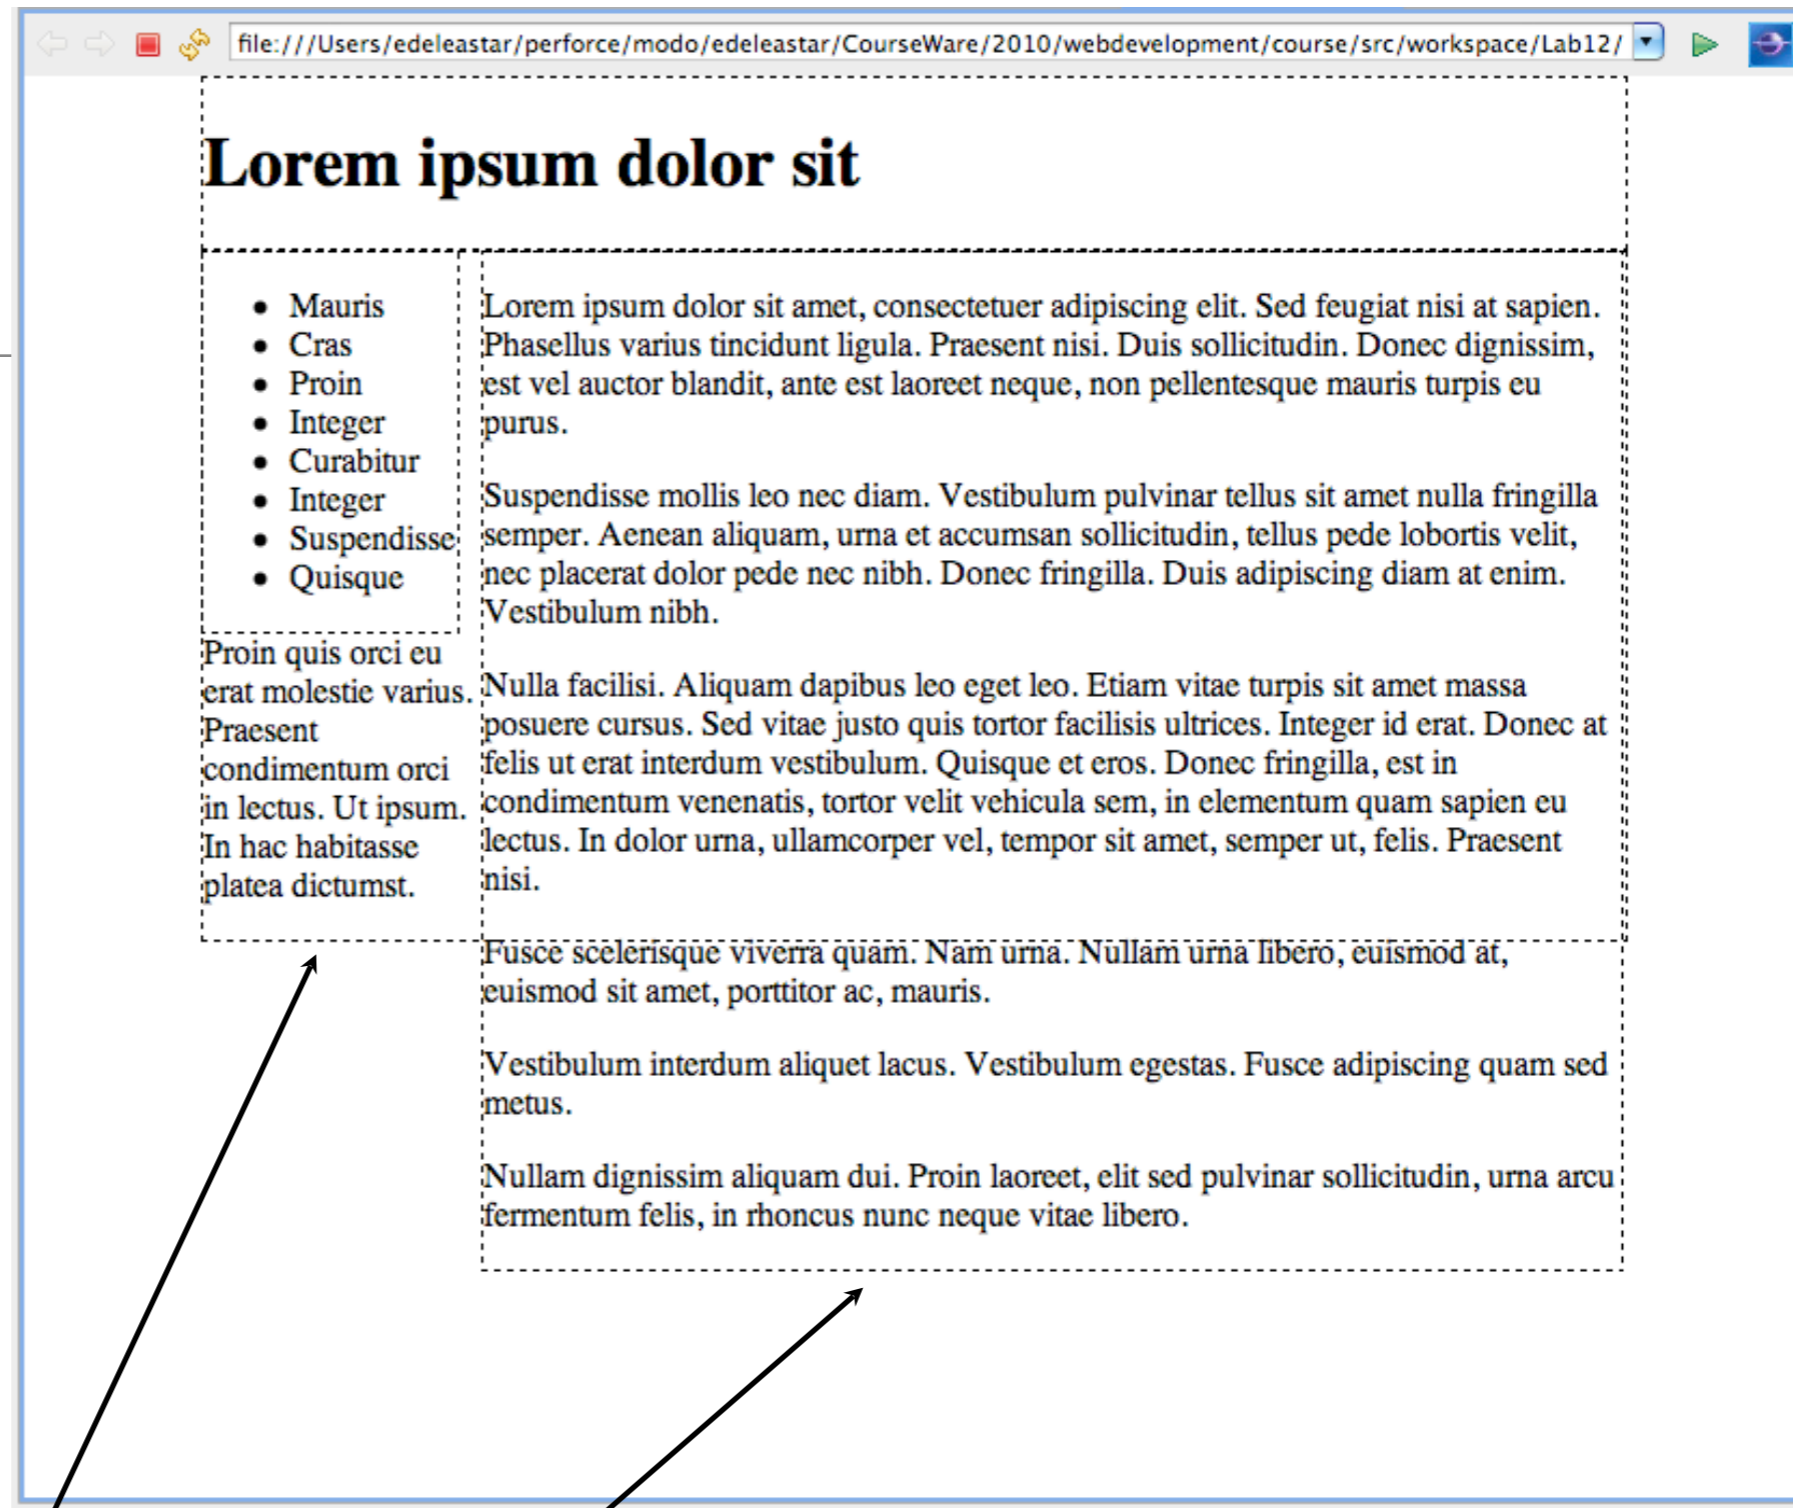 file:///Users/edeleastar/perforce/modo/edeleastar/CourseWare/2010/webdevelopment/course/src/workspace/Lab12/
Lorem ipsum dolor sit
• Mauris
• Cras
• Proin
• Integer
• Curabitur
• Integer
• Suspendisse
• Quisque
Proin quis orci eu
erat molestie varius.
Praesent
condimentum orci
in lectus. Ut ipsum.
In hac habitasse
platea dictumst.
Lorem ipsum dolor sit amet, consectetuer adipiscing elit. Sed feugiat nisi at sapien.
Phasellus varius tincidunt ligula. Praesent nisi. Duis sollicitudin. Donec dignissim,
est vel auctor blandit, ante est laoreet neque, non pellentesque mauris turpis eu
purus.
Suspendisse mollis leo nec diam. Vestibulum pulvinar tellus sit amet nulla fringilla
semper. Aenean aliquam, urna et accumsan sollicitudin, tellus pede lobortis velit,
nec placerat dolor pede nec nibh. Donec fringilla. Duis adipiscing diam at enim.
Vestibulum nibh.
Nulla facilisi. Aliquam dapibus leo eget leo. Etiam vitae turpis sit amet massa
posuere cursus. Sed vitae justo quis tortor facilisis ultrices. Integer id erat. Donec at
felis ut erat interdum vestibulum. Quisque et eros. Donec fringilla, est in
condimentum venenatis, tortor velit vehicula sem, in elementum quam sapien eu
lectus. In dolor urna, ullamcorper vel, tempor sit amet, semper ut, felis. Praesent
nisi.
Fusce scelerisque viverra quam. Nam urna. Nullam urna libero, euismod at,
euismod sit amet, porttitor ac, mauris.
Vestibulum interdum aliquet lacus. Vestibulum egestas. Fusce adipiscing quam sed
metus.
Nullam dignissim aliquam dui. Proin laoreet, elit sed pulvinar sollicitudin, urna arcu
fermentum felis, in rhoncus nunc neque vitae libero.